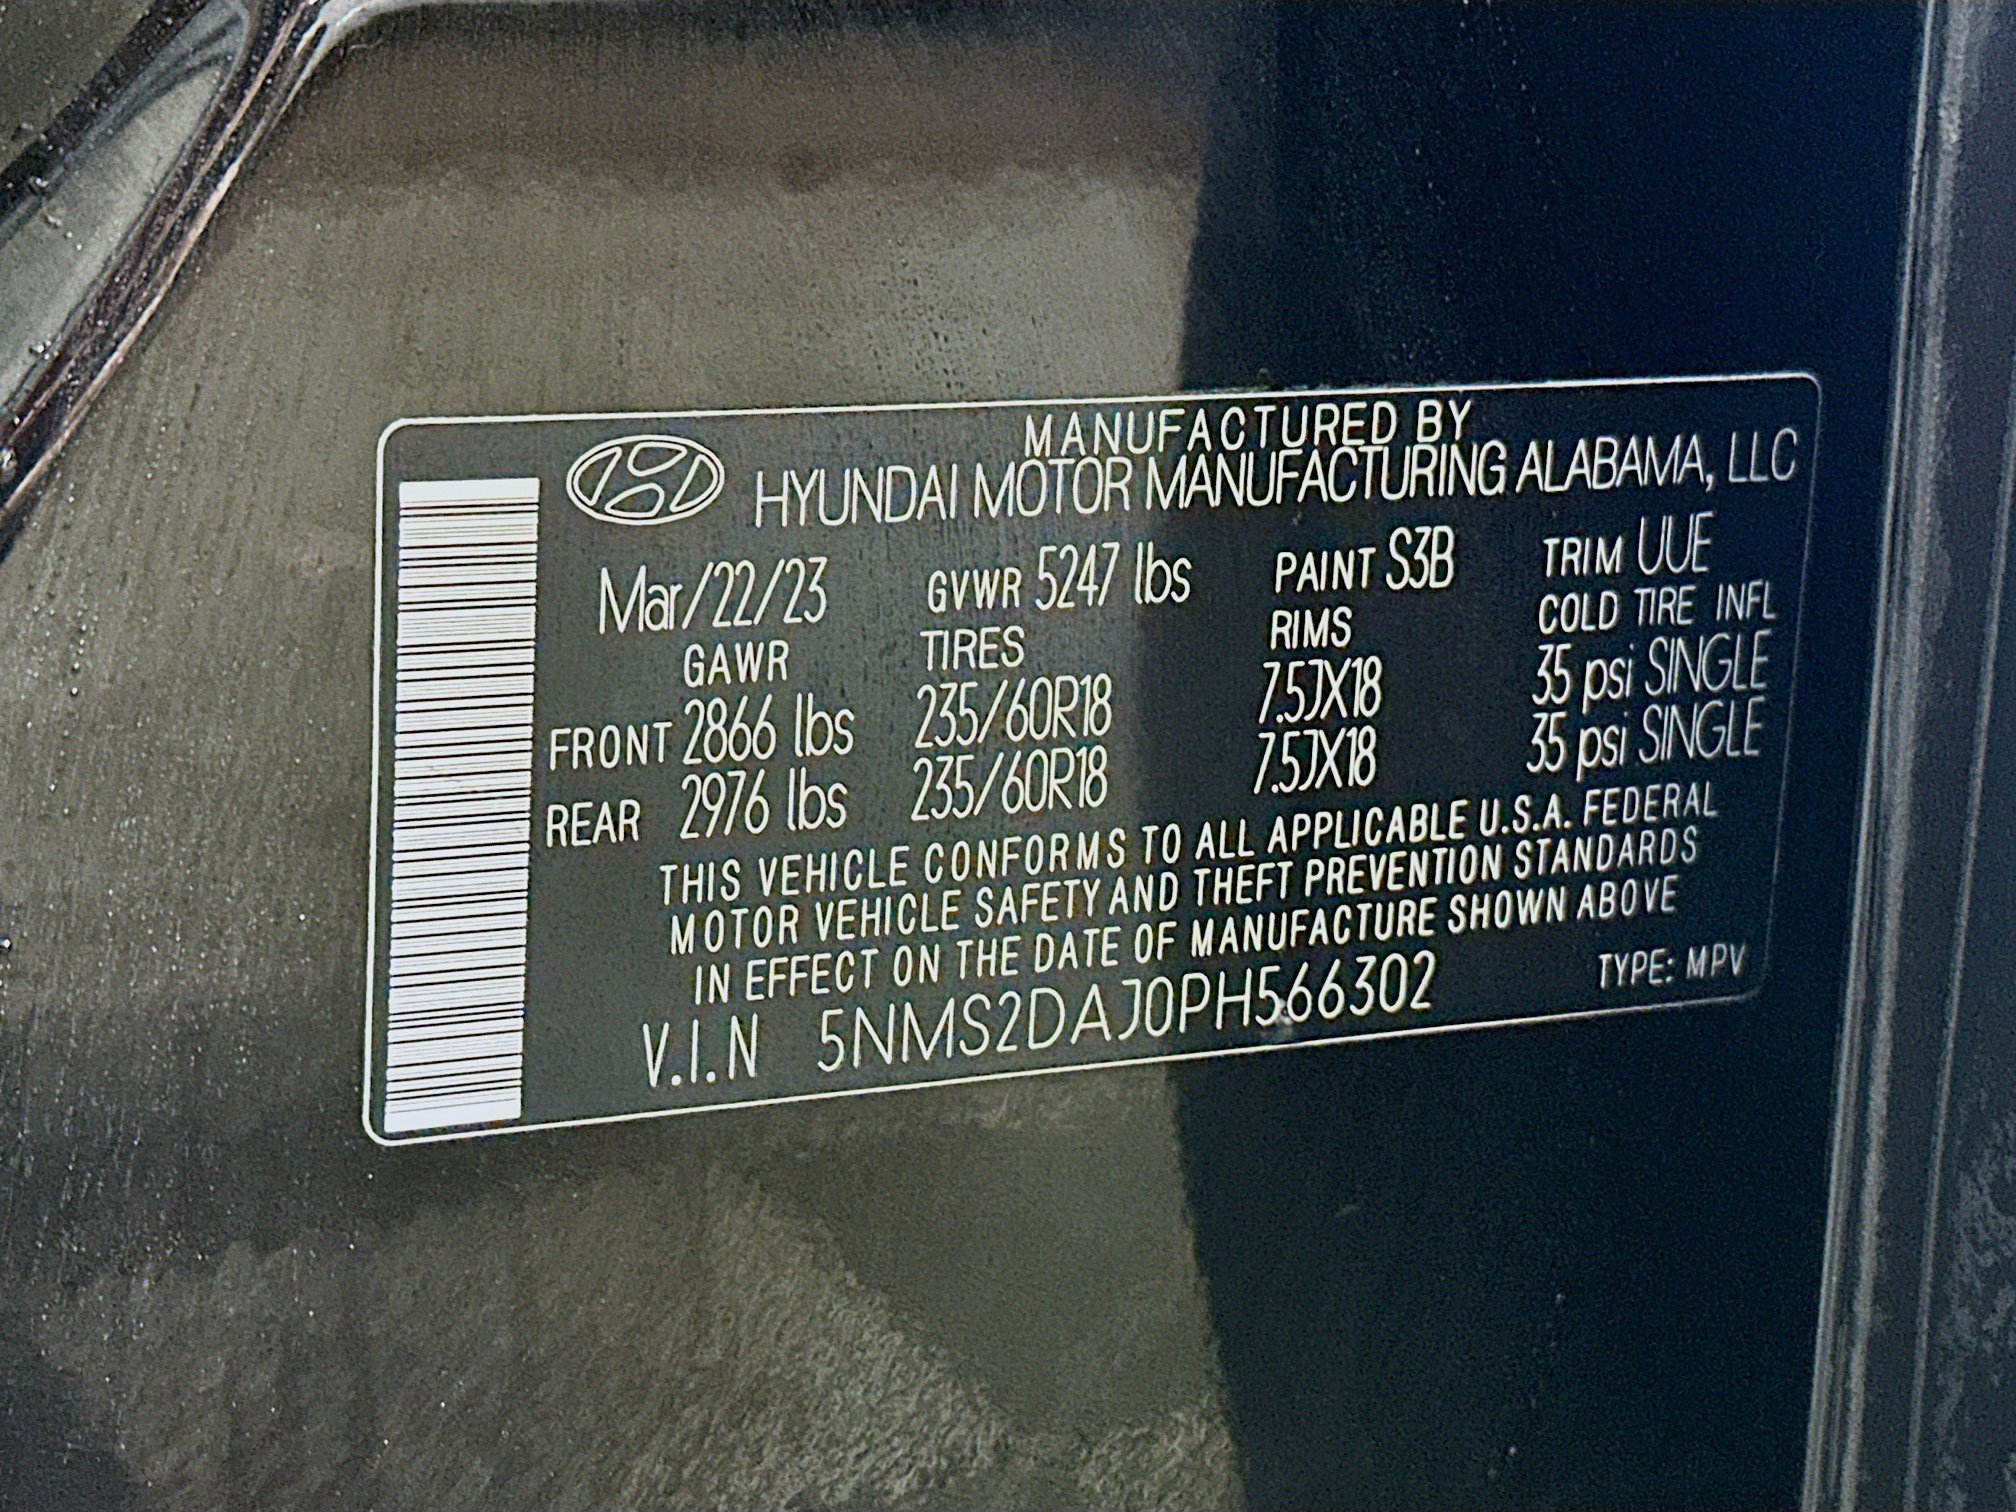 MANUFACTURED BY
HYUNDAI MOTOR MANUFACTURING ALABAMA, LLC
Mar/22/23 GVWR 5247 lbs PAINT S3B TRIM UUE
GAWR TIRES RIMS COLD TIRE INFL
FRONT 2866 lbs 235/60R18 7.5JX18 35 psi SINGLE
REAR 2976 lbs 235/60R18 7.5JX18 35 psi SINGLE
THIS VEHICLE CONFORMS TO ALL APPLICABLE U.S.A. FEDERAL
MOTOR VEHICLE SAFETY AND THEFT PREVENTION STANDARDS
IN EFFECT ON THE DATE OF MANUFACTURE SHOWN ABOVE
V.I.N 5NMS2DAJ0PH566302 TYPE: MPV